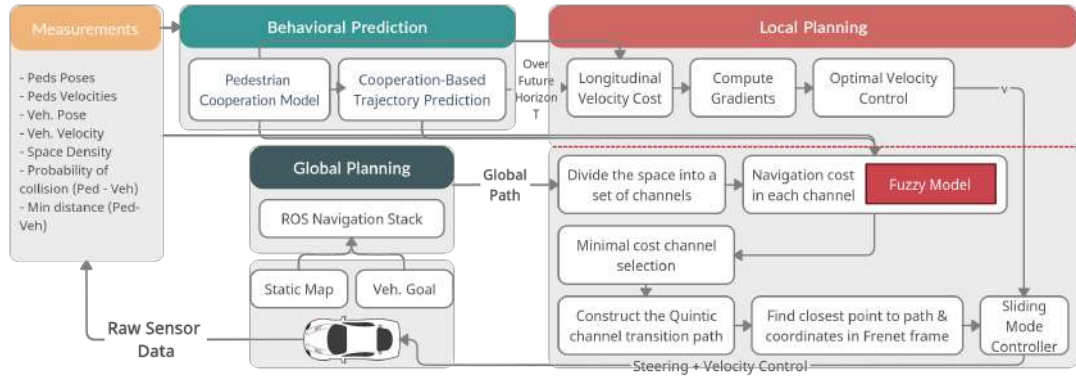 Measurements
- Peds Poses
- Peds Velocities
- Veh. Pose
- Veh. Velocity
- Space Density
- Probability of
collision (Ped - Veh)
- Min distance (Ped-
Veh)
Behavioral Prediction
Pedestrian
Cooperation Model
Cooperation-Based
Trajectory Prediction
Over
Future
Horizon
T
Local Planning
Longitudinal
Velocity Cost
Compute
Gradients
Optimal Velocity
Control
v
Global Planning
ROS Navigation Stack
Static Map
Veh. Goal
Global
Path
Divide the space into a
set of channels
Navigation cost
in each channel
Fuzzy Model
Minimal cost channel
selection
Construct the Quintic
channel transition path
Find closest point to path &
coordinates in Frenet frame
Sliding
Mode
Controller
Raw Sensor
Data
Steering + Velocity Control